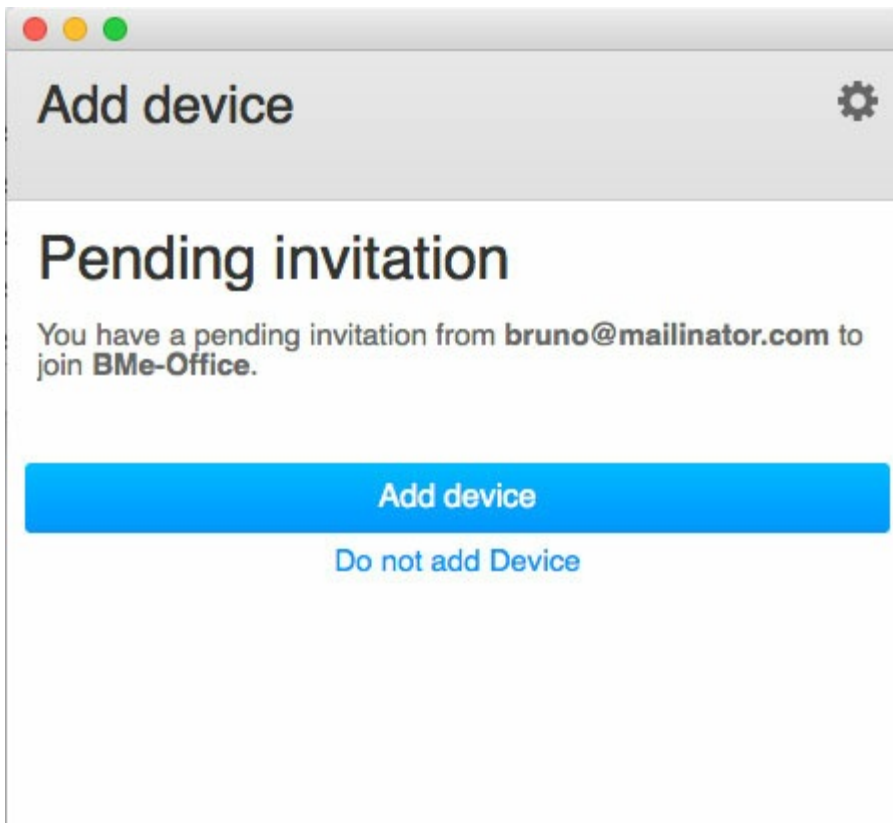 Add device
Pending invitation
You have a pending invitation from bruno@mailinator.com to
join BMe-Office.
Add device
Do not add Device